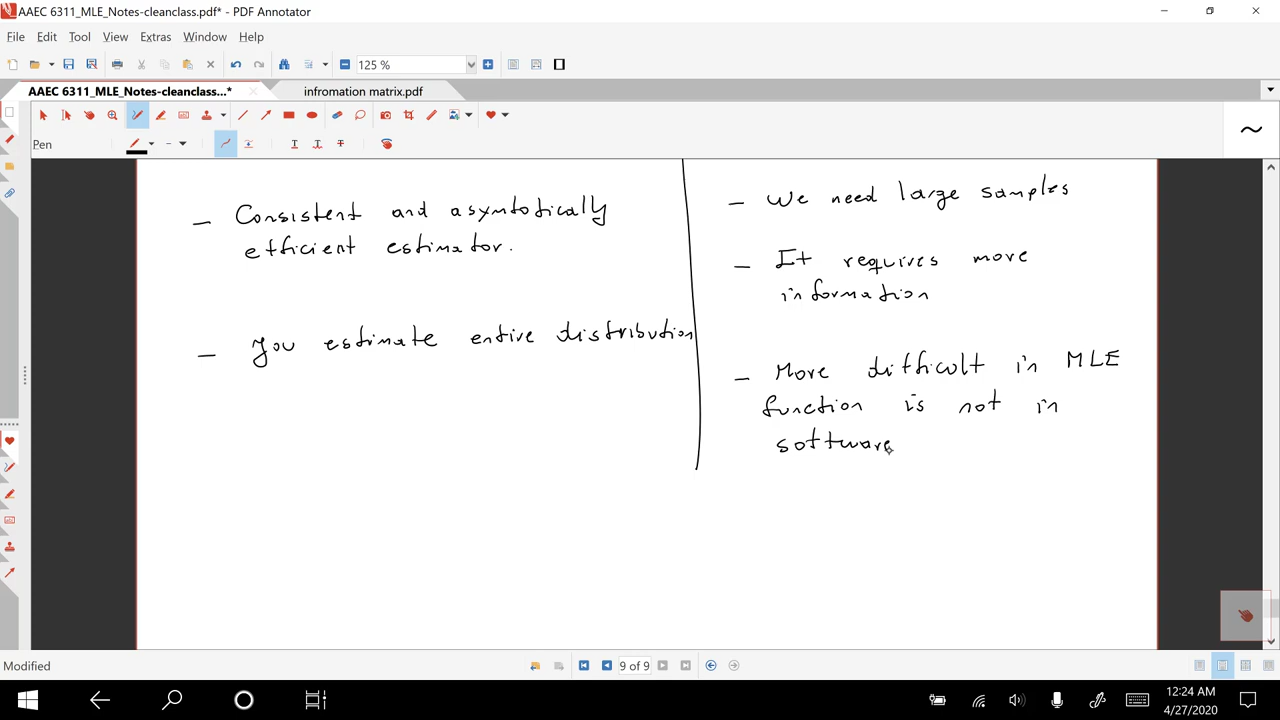 AAEC 6311_MLE_Notes-cleanclass.pdf* - PDF Annotator
File Edit Tool View Extras Window Help
125 %
AAEC 6311_MLE_Notes-cleanclass...* infromation matrix.pdf
Pen
- Consistent and asymtotically
efficient estimator.
- You estimate entire distribution
- We need large samples
- It requires more
information
- More difficult in MLE
function is not in
software
Modified
9 of 9
12:24 AM
4/27/2020